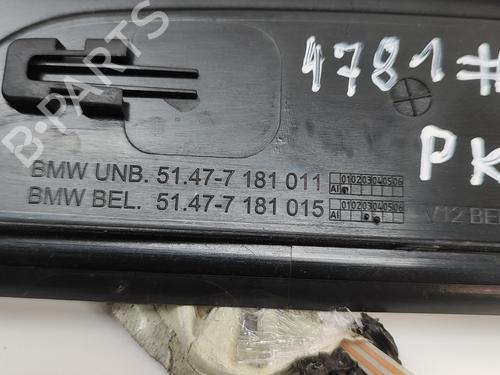 B-PARTS
4781#
PK
BMW UNB. 51.47-7 181 011 010203040506
AI
BMW BEL. 51.47-7 181 015 010203040506
AI
V12 BE